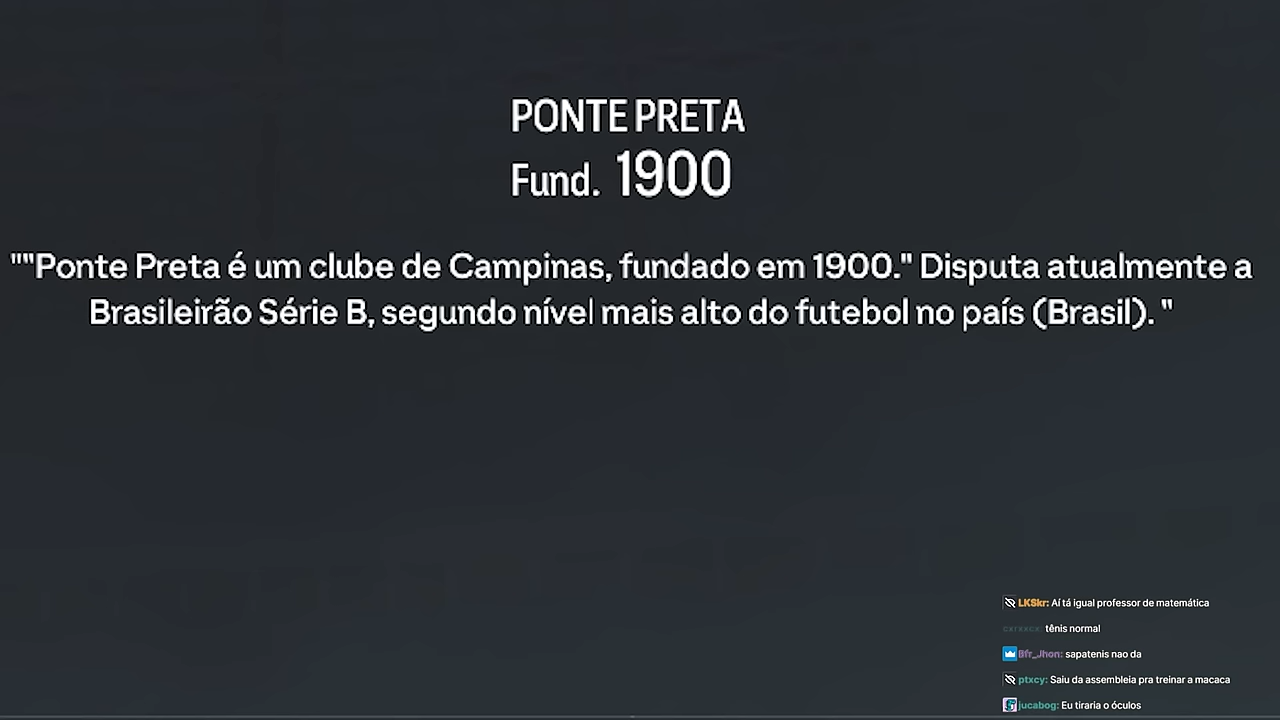 PONTE PRETA
Fund. 1900
""Ponte Preta é um clube de Campinas, fundado em 1900." Disputa atualmente a
Brasileirão Série B, segundo nível mais alto do futebol no país (Brasil). "
LKSkr: Aí tá igual professor de matemática
tênis normal
Bfr_Jhon: sapatenis nao da
ptxcy: Saiu da assembleia pra treinar a macaca
jucabog: Eu tiraria o óculos